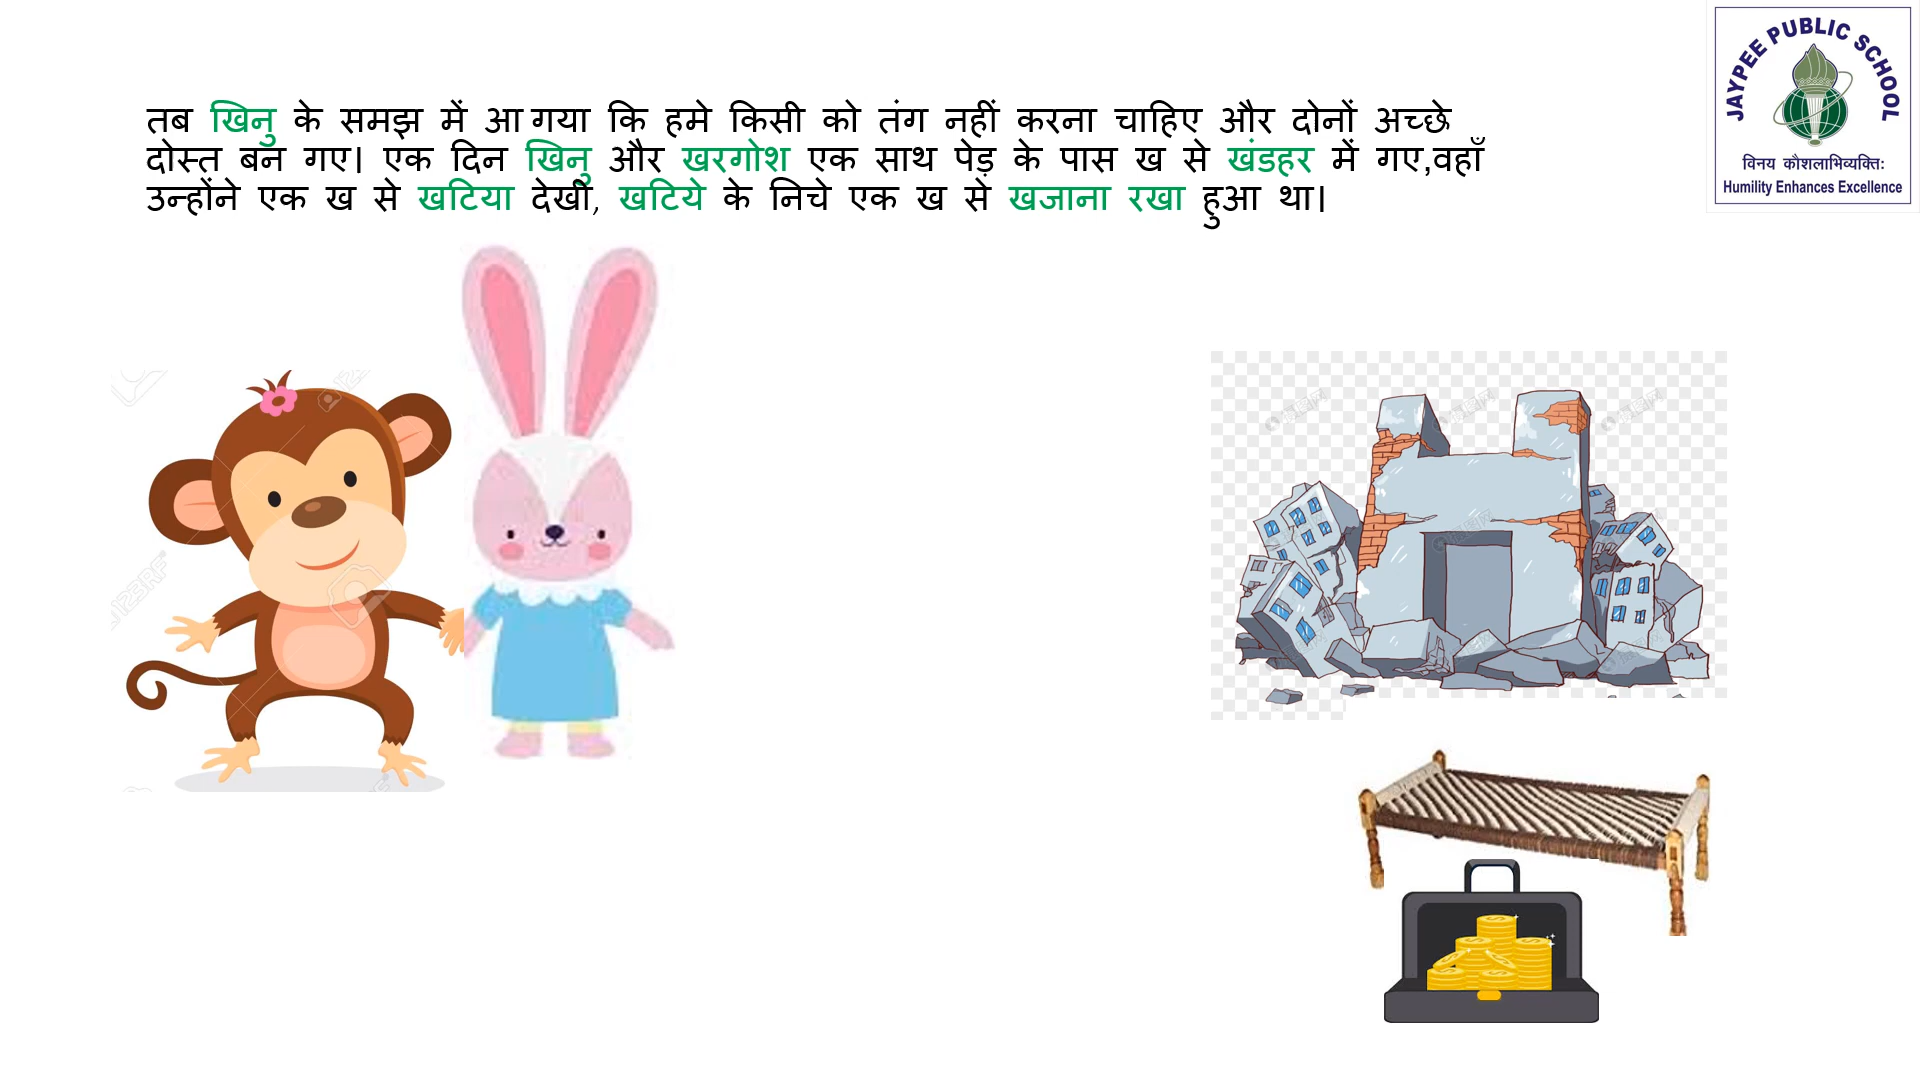 तब खिनु के समझ में आ गया कि हमे किसी को तंग नहीं करना चाहिए और दोनों अच्छे
दोस्त बन गए। एक दिन खिनु और खरगोश एक साथ पेड़ के पास ख से खंडहर में गए,वहाँ
उन्होंने एक ख से खटिया देखी, खटिये के निचे एक ख से खजाना रखा हुआ था।
JAYPEE PUBLIC SCHOOL
विनय कौशलाभिव्यक्तिः
Humility Enhances Excellence
123RF